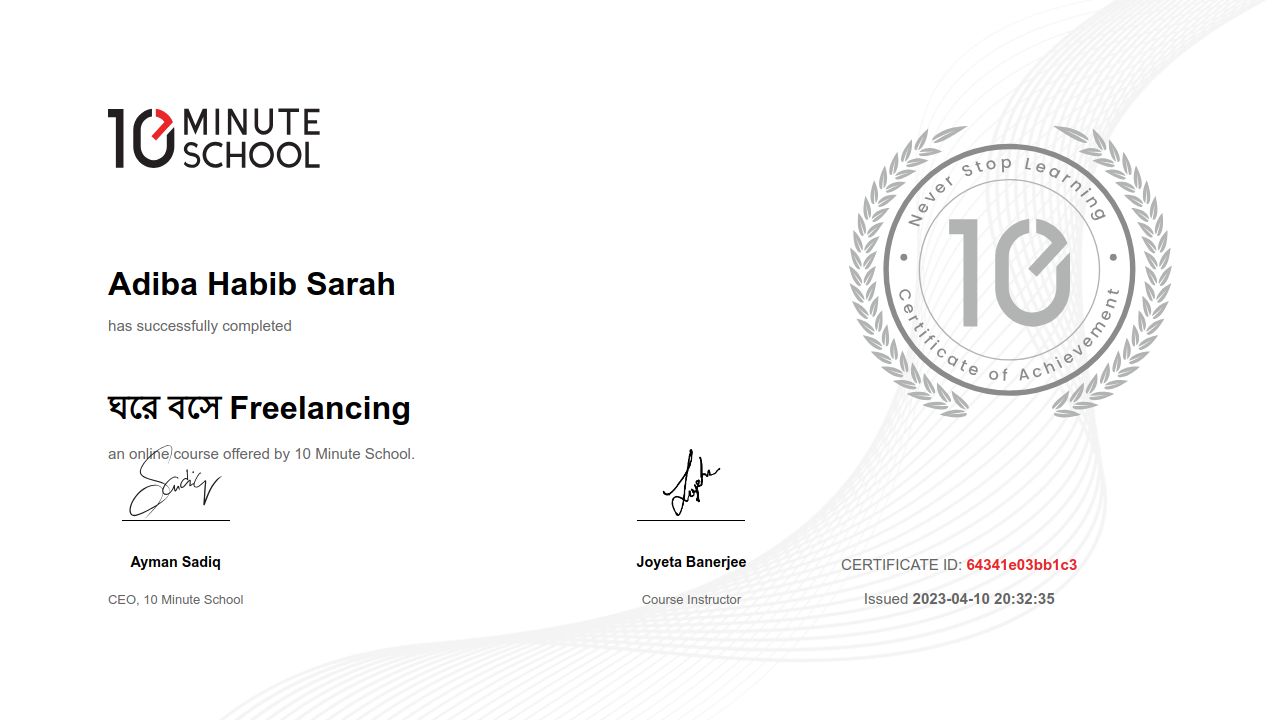 10 MINUTE
SCHOOL
Never Stop Learning
10
Certificate of Achievement
Adiba Habib Sarah
has successfully completed
ঘরে বসে Freelancing
an online course offered by 10 Minute School.
Sadiq
Joyeta
Ayman Sadiq
Joyeta Banerjee
CERTIFICATE ID: 64341e03bb1c3
CEO, 10 Minute School
Course Instructor
Issued 2023-04-10 20:32:35